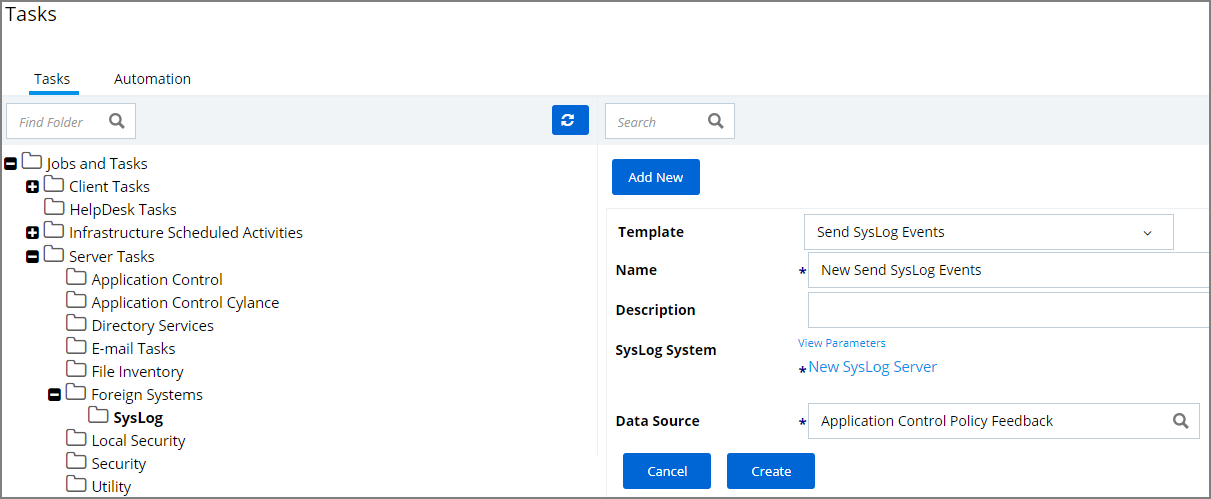 Tasks
Tasks Automation
Find Folder
Search
Jobs and Tasks
Client Tasks
HelpDesk Tasks
Infrastructure Scheduled Activities
Server Tasks
Application Control
Application Control Cylance
Directory Services
E-mail Tasks
File Inventory
Foreign Systems
SysLog
Local Security
Security
Utility
Add New
Template Send SysLog Events
Name * New Send SysLog Events
Description
SysLog System View Parameters
* New SysLog Server
Data Source * Application Control Policy Feedback
Cancel Create